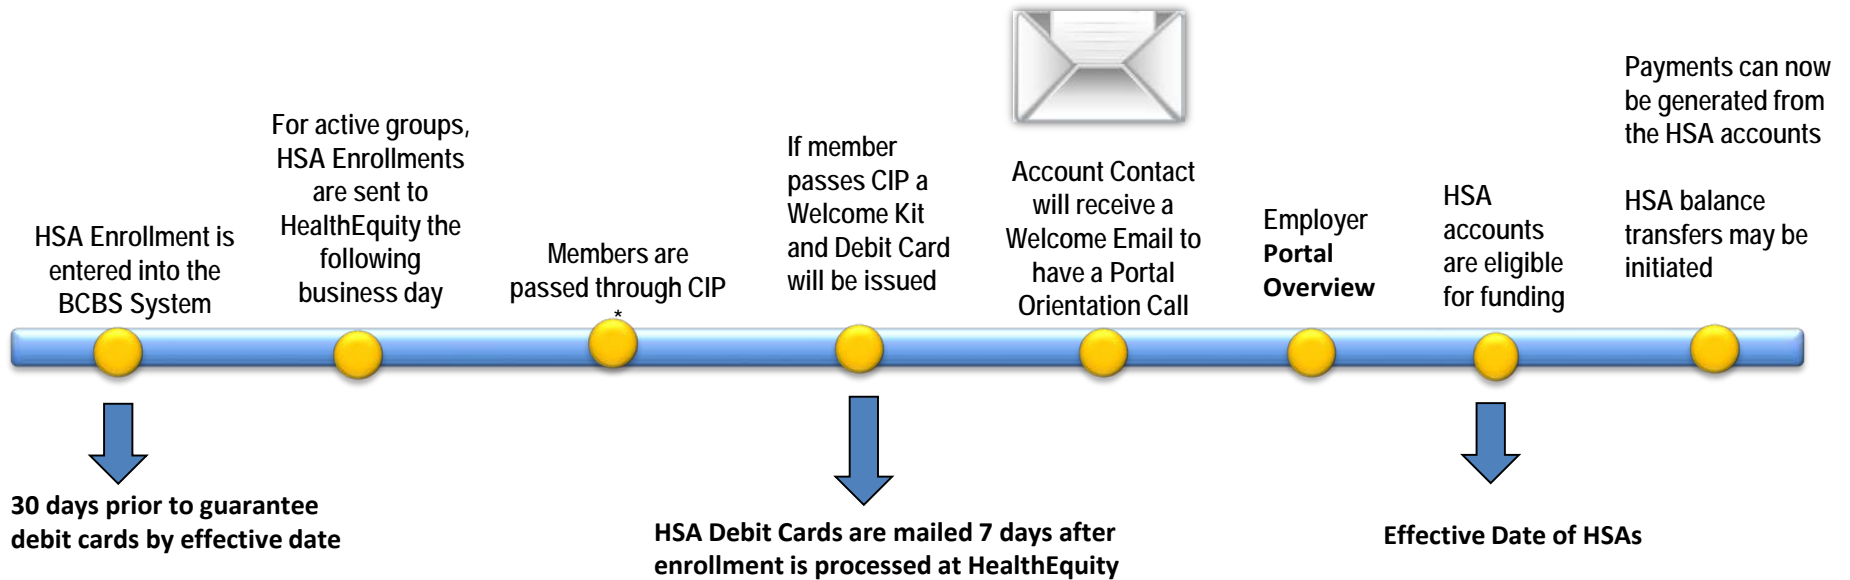 HSA Enrollment is
entered into the
BCBS System
For active groups,
HSA Enrollments
are sent to
HealthEquity the
following
business day
Members are
passed through CIP
*
If member
passes CIP a
Welcome Kit
and Debit Card
will be issued
Account Contact
will receive a
Welcome Email to
have a Portal
Orientation Call
Employer
Portal
Overview
HSA
accounts
are eligible
for funding
Payments can now
be generated from
the HSA accounts
HSA balance
transfers may be
initiated
30 days prior to guarantee
debit cards by effective date
HSA Debit Cards are mailed 7 days after
enrollment is processed at HealthEquity
Effective Date of HSAs